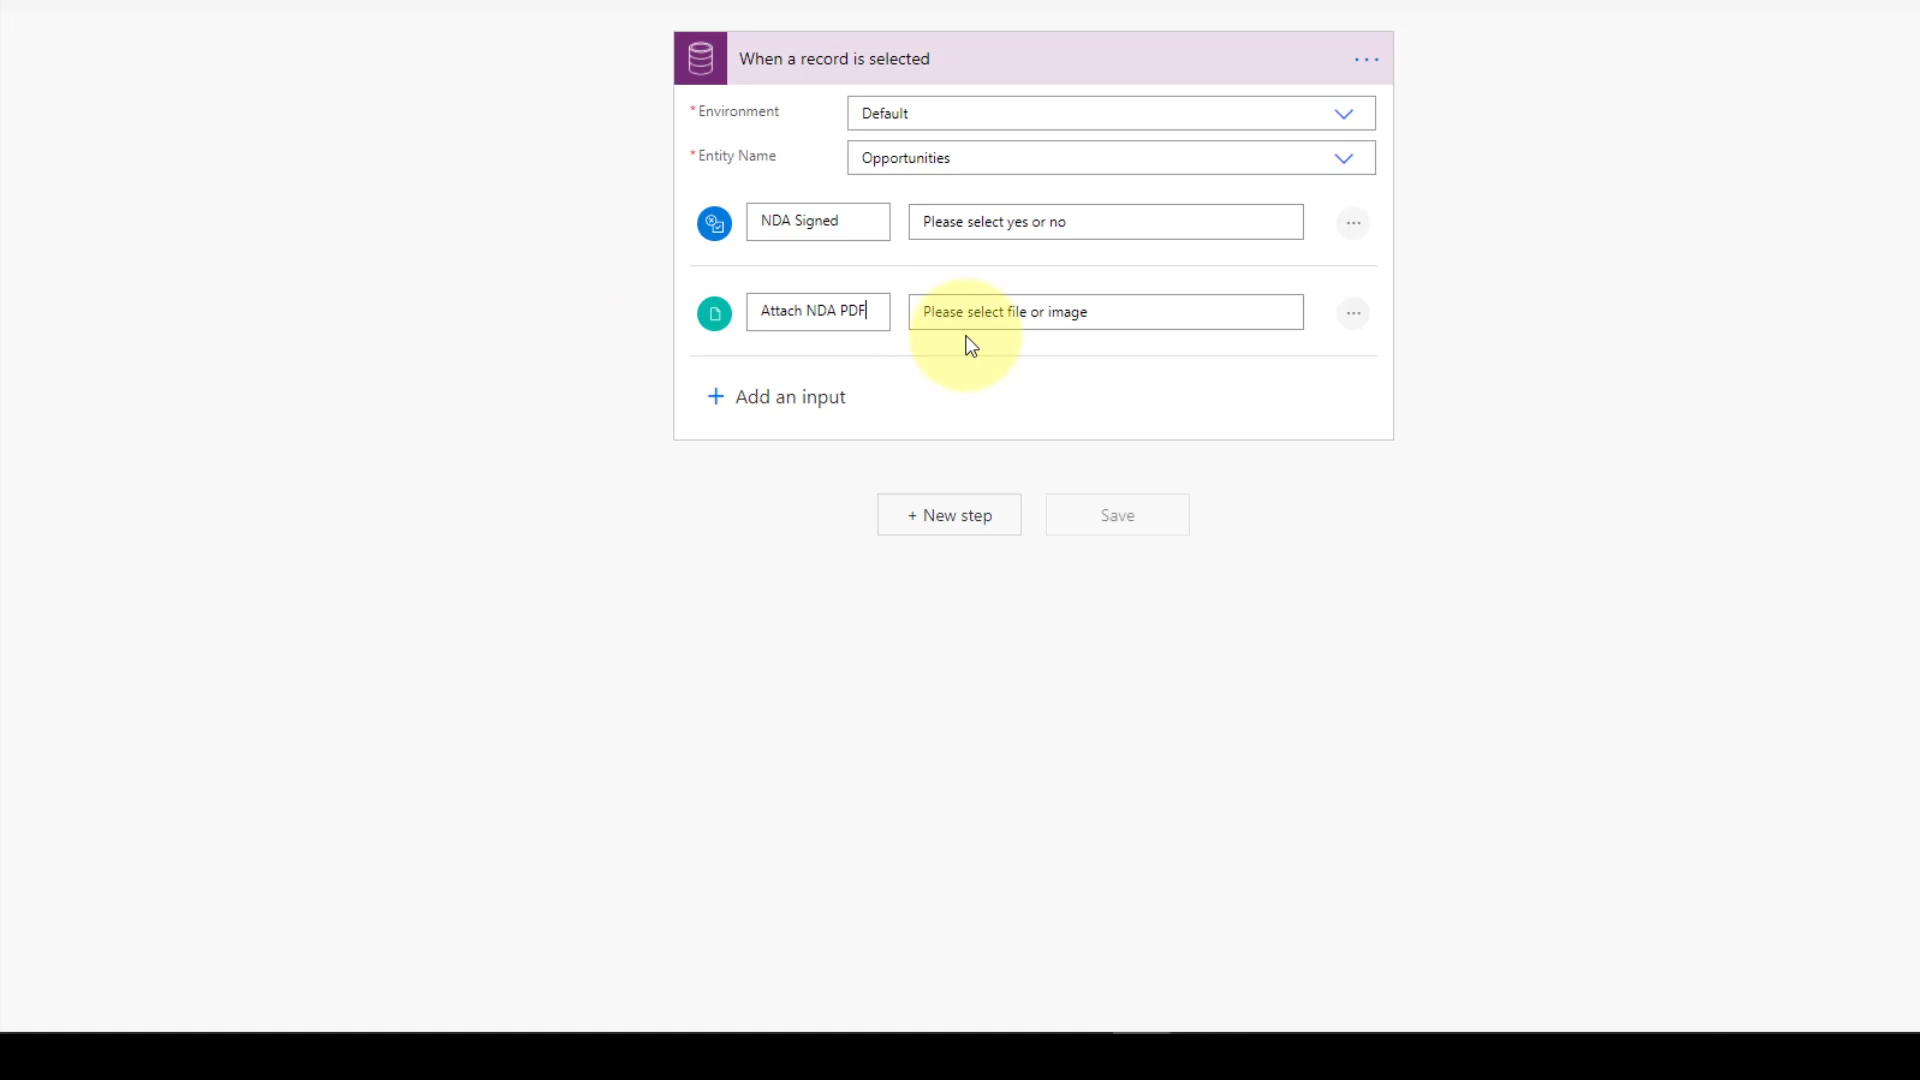 When a record is selected
...
*Environment
Default
*Entity Name
Opportunities
NDA Signed
Please select yes or no
...
Attach NDA PDF
Please select file or image
...
+ Add an input
+ New step
Save